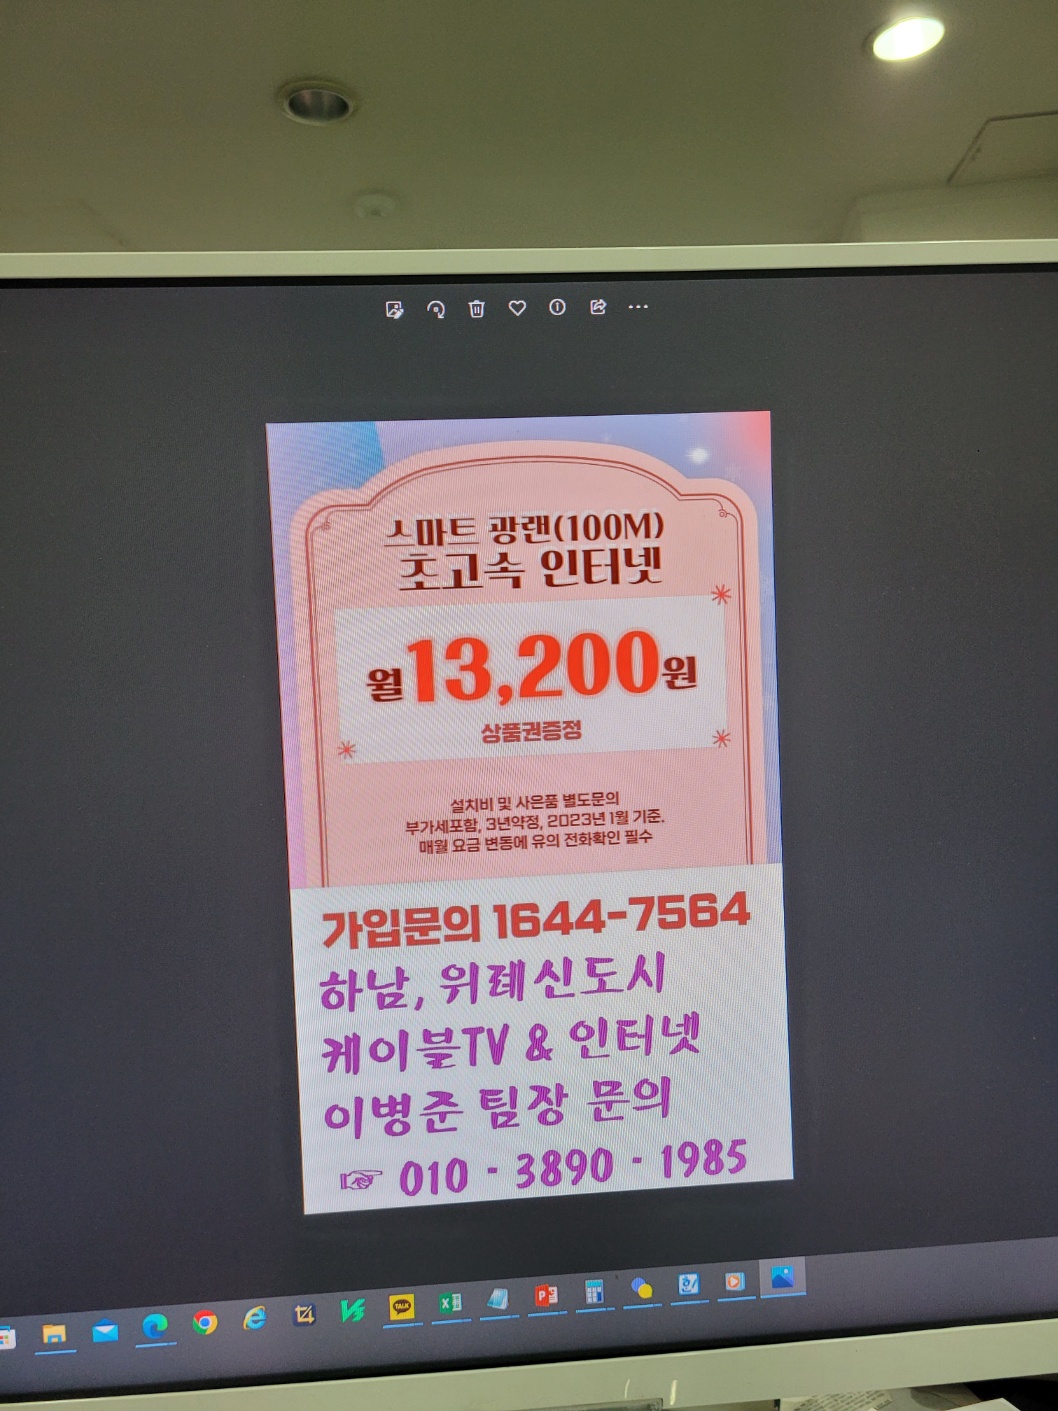 스마트 광랜(100M)
초고속 인터넷
월13,200원
상품권증정
설치비 및 사은품 별도문의
부가세포함, 3년약정, 2023년 1월 기준.
매월 요금 변동에 유의 전화확인 필수
가입문의 1644-7564
하남, 위례신도시
케이블TV & 인터넷
이병준 팀장 문의
☞ 010 - 3890 - 1985
TALK